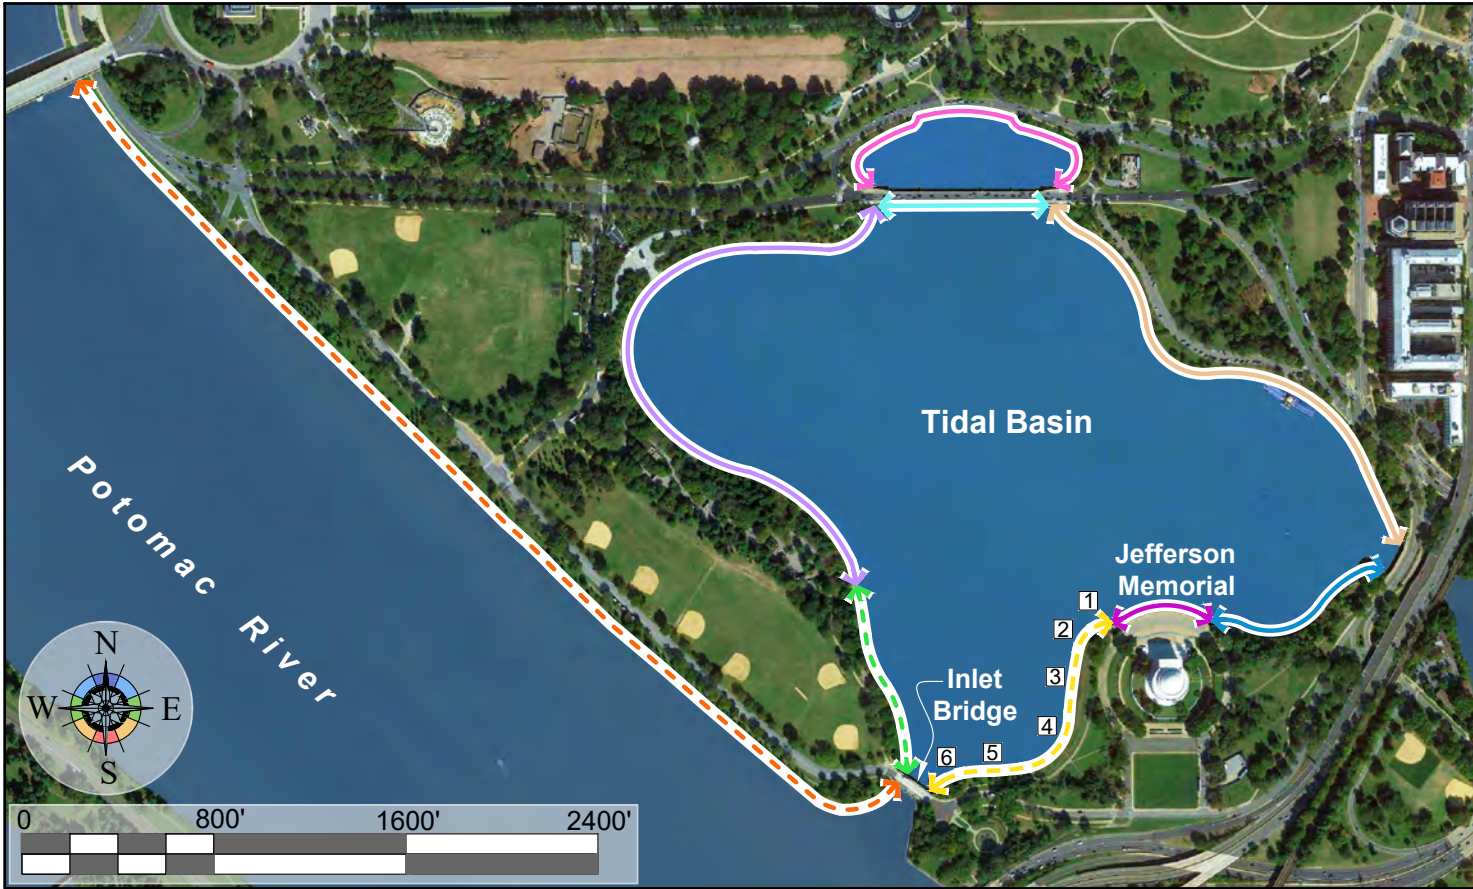 Tidal Basin
Potomac River
Jefferson
Memorial
1
2
3
4
5
6
Inlet
Bridge
N
W E
S
0 800' 1600' 2400'